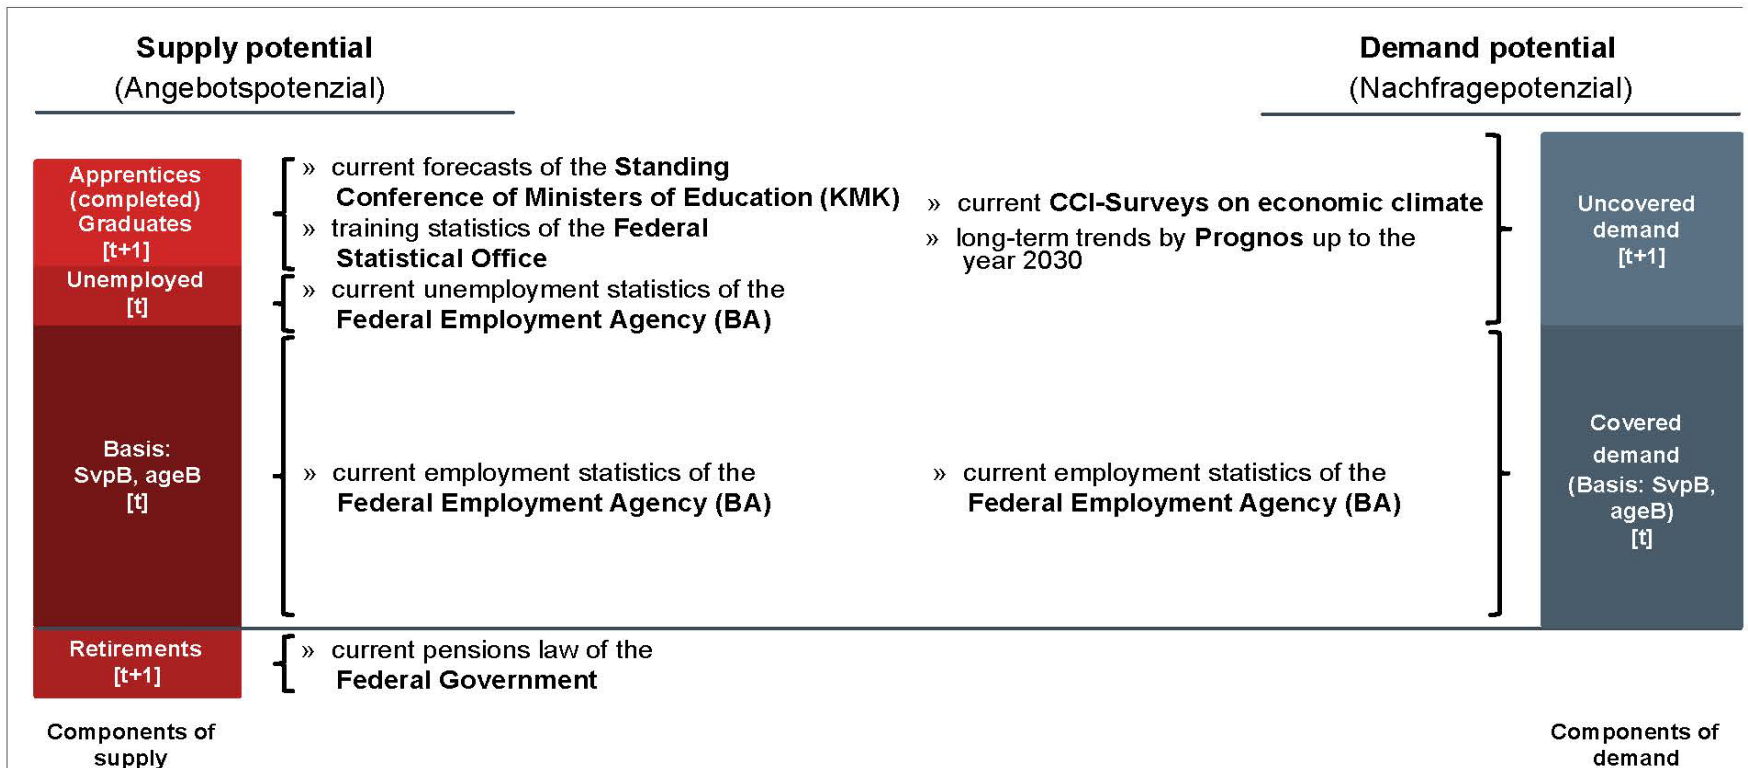 Supply potential
(Angebotspotenzial)
Demand potential
(Nachfragepotenzial)
Apprentices
(completed)
Graduates
[t+1]
Unemployed
[t]
Basis:
SvpB, ageB
[t]
Retirements
[t+1]
Components of
supply
» current forecasts of the Standing
Conference of Ministers of Education (KMK)
» training statistics of the Federal
Statistical Office
» current unemployment statistics of the
Federal Employment Agency (BA)
» current employment statistics of the
Federal Employment Agency (BA)
» current pensions law of the
Federal Government
» current CCI-Surveys on economic climate
» long-term trends by Prognos up to the
year 2030
» current employment statistics of the
Federal Employment Agency (BA)
Uncovered
demand
[t+1]
Covered
demand
(Basis: SvpB,
ageB)
[t]
Components of
demand